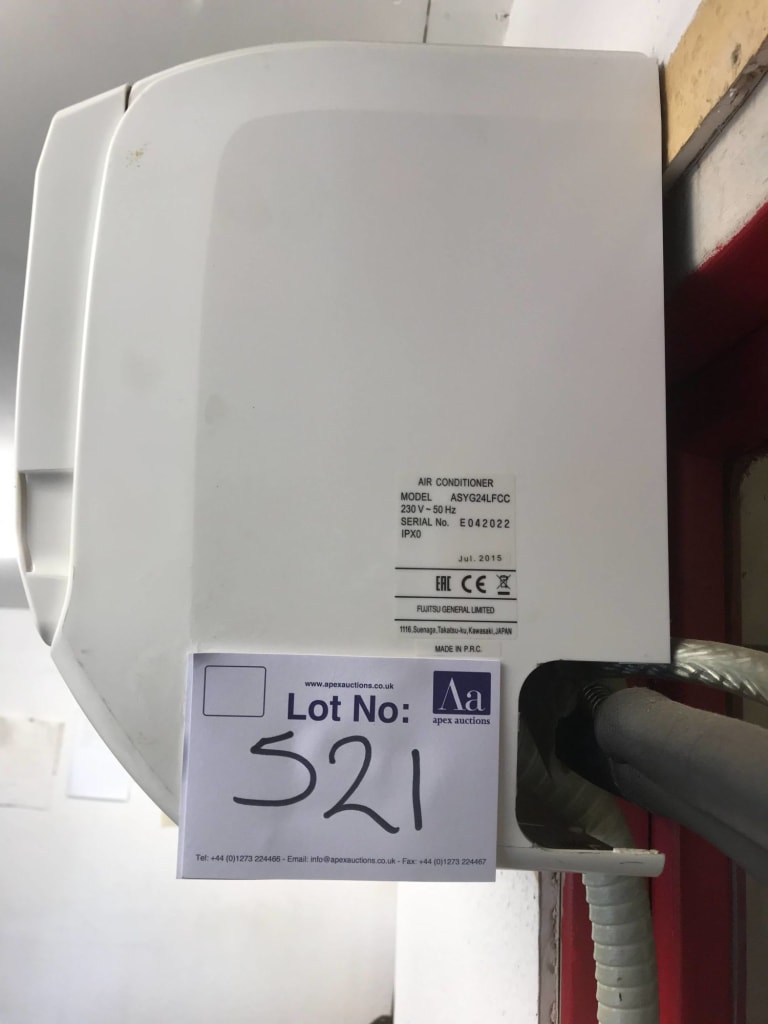 AIR CONDITIONER
MODEL ASYG24LFCC
230 V ~ 50 Hz
SERIAL No. E042022
IPX0
Jul. 2015
EAC CE
FUJITSU GENERAL LIMITED
1116, Suenaga, Takatsu-ku, Kawasaki, JAPAN
MADE IN P.R.C.
www.apexauctions.co.uk
Lot No:
Aa
apex auctions
521
Tel: +44 (0)1273 224466 - Email: info@apexauctions.co.uk - Fax: +44 (0)1273 224467